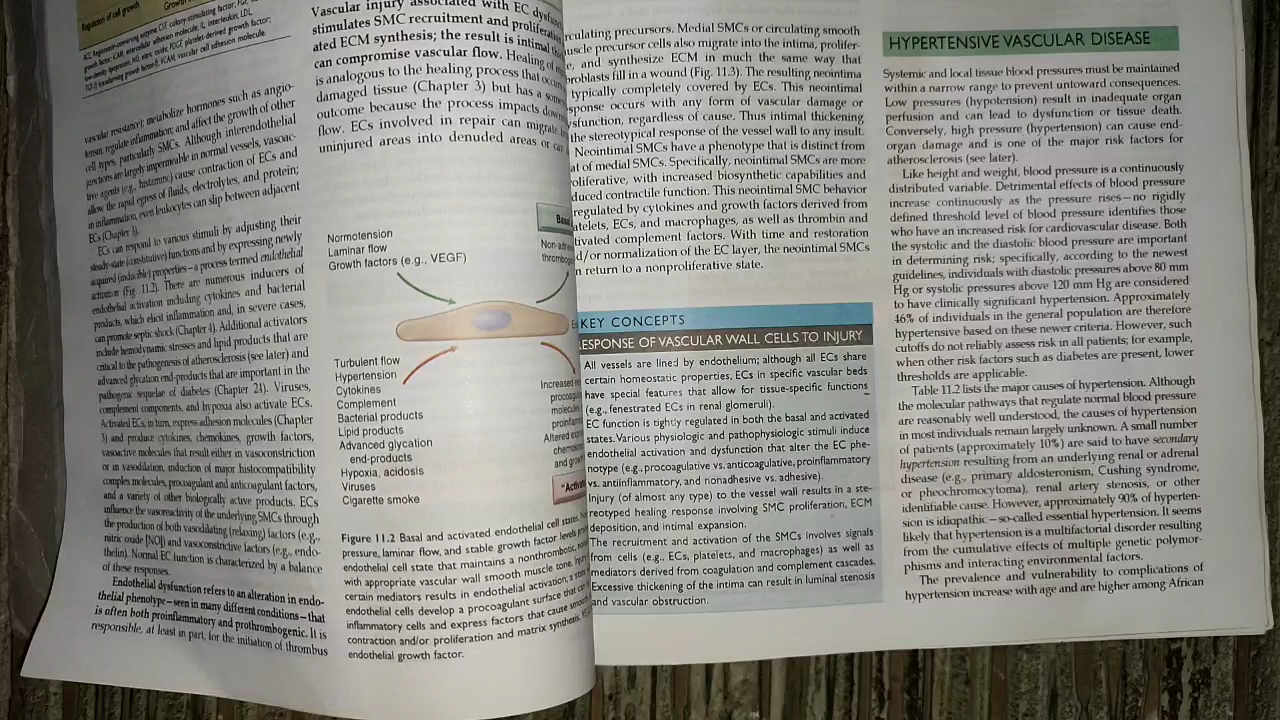 Regulation of cell growth
ACE, Angiotensin-converting enzyme; CSF, colony-stimulating factor;
growth factor; ICAM, intercellular adhesion molecule; IL, interleukin; LDL,
low-density lipoprotein; NO, nitric oxide; PDGF, platelet-derived growth factor;
TGF-β, transforming growth factor-β; VCAM, vascular cell adhesion molecule.
vascular resistance); metabolize hormones such as angio-
tensin, regulate inflammation; and affect the growth of other
cell types, particularly SMCs. Although interendothelial
junctions are largely impermeable in normal vessels, vasoac-
tive agents (e.g., histamine) cause contraction of ECs and
allow the rapid egress of fluids, electrolytes, and protein;
in inflammation, even leukocytes can slip between adjacent
ECs (Chapter 3).
ECs can respond to various stimuli by adjusting their
steady-state (constitutive) functions and by expressing newly
acquired (inducible) properties—a process termed endothelial
activation (Fig 11.2). There are numerous inducers of
endothelial activation including cytokines and bacterial
products, which elicit inflammation and, in severe cases,
can promote septic shock (Chapter 4). Additional activators
include hemodynamic stresses and lipid products that are
critical to the pathogenesis of atherosclerosis (see later) and
advanced glycation end-products that are important in the
pathogenic sequelae of diabetes (Chapter 24). Viruses,
complement components, and hypoxia also activate ECs.
Activated ECs, in turn, express adhesion molecules (Chapter
3) and produce cytokines, chemokines, growth factors,
vasoactive molecules that result either in vasoconstriction
or in vasodilation, induction of major histocompatibility
complex molecules, procoagulant and anticoagulant factors,
and a variety of other biologically active products. ECs
influence the vasoreactivity of the underlying SMCs through
the production of both vasodilating (relaxing) factors (e.g.,
nitric oxide [NO]) and vasoconstrictive factors (e.g., endo-
thelin). Normal EC function is characterized by a balance
of these responses.
Endothelial dysfunction refers to an alteration in endo-
thelial phenotype—seen in many different conditions—that
is often both proinflammatory and prothrombogenic. It is
responsible, at least in part, for the initiation of thrombus
Vascular injury associated with EC
stimulates SMC recruitment and
ated ECM synthesis; the result is intimal
can compromise vascular flow. Healing of
is analogous to the healing process that
damaged tissue (Chapter 3) but has a
outcome because the process impacts
flow. ECs involved in repair can migrate
uninjured areas into denuded areas or can
Normotension
Laminar flow
Growth factors (e.g., VEGF)
Turbulent flow
Hypertension
Cytokines
Complement
Bacterial products
Lipid products
Advanced glycation
end-products
Hypoxia, acidosis
Viruses
Cigarette smoke
Increased
Altered
Figure 11.2 Basal and activated endothelial cell states.
pressure, laminar flow, and stable growth factor levels
endothelial cell state that maintains a nonthrombotic,
with appropriate vascular wall smooth muscle tone.
certain mediators results in endothelial activation, a
endothelial cells develop a procoagulant surface that
inflammatory cells and express factors that cause
contraction and/or proliferation and matrix synthesis.
endothelial growth factor.
precursors. Medial SMCs or circulating smooth
precursor cells also migrate into the intima, prolifer-
and synthesize ECM in much the same way that
fill in a wound (Fig. 11.3). The resulting neointima
typically completely covered by ECs. This neointimal
occurs with any form of vascular damage or
regardless of cause. Thus intimal thickening
the stereotypical response of the vessel wall to any insult.
Neointimal SMCs have a phenotype that is distinct from
of medial SMCs. Specifically, neointimal SMCs are more
with increased biosynthetic capabilities and
contractile function. This neointimal SMC behavior
regulated by cytokines and growth factors derived from
ECs, and macrophages, as well as thrombin and
complement factors. With time and restoration
normalization of the EC layer, the neointimal SMCs
return to a nonproliferative state.
KEY CONCEPTS
OF VASCULAR WALL CELLS TO INJURY
All vessels are lined by endothelium; although all ECs share
certain homeostatic properties, ECs in specific vascular beds
have special features that allow for tissue-specific functions
(e.g., fenestrated ECs in renal glomeruli).
EC function is tightly regulated in both the basal and activated
states. Various physiologic and pathophysiologic stimuli induce
endothelial activation and dysfunction that alter the EC phe-
notype (e.g., procoagulative vs. anticoagulative, proinflammatory
vs. antiinflammatory, and nonadhesive vs. adhesive).
Injury (of almost any type) to the vessel wall results in a ste-
reotyped healing response involving SMC proliferation, ECM
deposition, and intimal expansion.
The recruitment and activation of the SMCs involves signals
from cells (e.g., ECs, platelets, and macrophages) as well as
mediators derived from coagulation and complement cascades.
Excessive thickening of the intima can result in luminal stenosis
and vascular obstruction.
HYPERTENSIVE VASCULAR DISEASE
Systemic and local tissue blood pressures must be maintained
within a narrow range to prevent untoward consequences.
Low pressures (hypotension) result in inadequate organ
perfusion and can lead to dysfunction or tissue death.
Conversely, high pressure (hypertension) can cause end-
organ damage and is one of the major risk factors for
atherosclerosis (see later).
Like height and weight, blood pressure is a continuously
distributed variable. Detrimental effects of blood pressure
increase continuously as the pressure rises—no rigidly
defined threshold level of blood pressure identifies those
who have an increased risk for cardiovascular disease. Both
the systolic and the diastolic blood pressure are important
in determining risk; specifically, according to the newest
guidelines, individuals with diastolic pressures above 80 mm
Hg or systolic pressures above 120 mm Hg are considered
to have clinically significant hypertension. Approximately
46% of individuals in the general population are therefore
hypertensive based on these newer criteria. However, such
cutoffs do not reliably assess risk in all patients; for example,
when other risk factors such as diabetes are present, lower
thresholds are applicable.
Table 11.2 lists the major causes of hypertension. Although
the molecular pathways that regulate normal blood pressure
are reasonably well understood, the causes of hypertension
in most individuals remain largely unknown. A small number
of patients (approximately 10%) are said to have secondary
hypertension resulting from an underlying renal or adrenal
disease (e.g., primary aldosteronism, Cushing syndrome,
or pheochromocytoma), renal artery stenosis, or other
identifiable cause. However, approximately 90% of hyperten-
sion is idiopathic—so-called essential hypertension. It seems
likely that hypertension is a multifactorial disorder resulting
from the cumulative effects of multiple genetic polymor-
phisms and interacting environmental factors.
The prevalence and vulnerability to complications of
hypertension increase with age and are higher among African